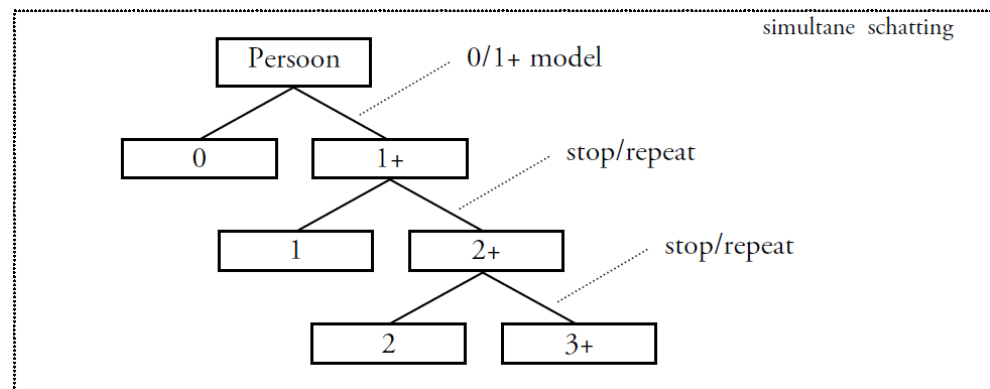 simultane schatting
Persoon
0/1+ model
0
1+
stop/repeat
1
2+
stop/repeat
2
3+